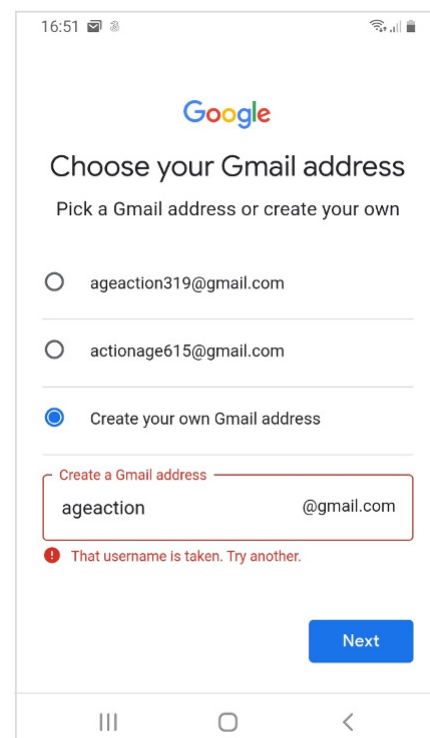 16:51
Google
Choose your Gmail address
Pick a Gmail address or create your own
ageaction319@gmail.com
actionage615@gmail.com
Create your own Gmail address
Create a Gmail address
ageaction @gmail.com
That username is taken. Try another.
Next